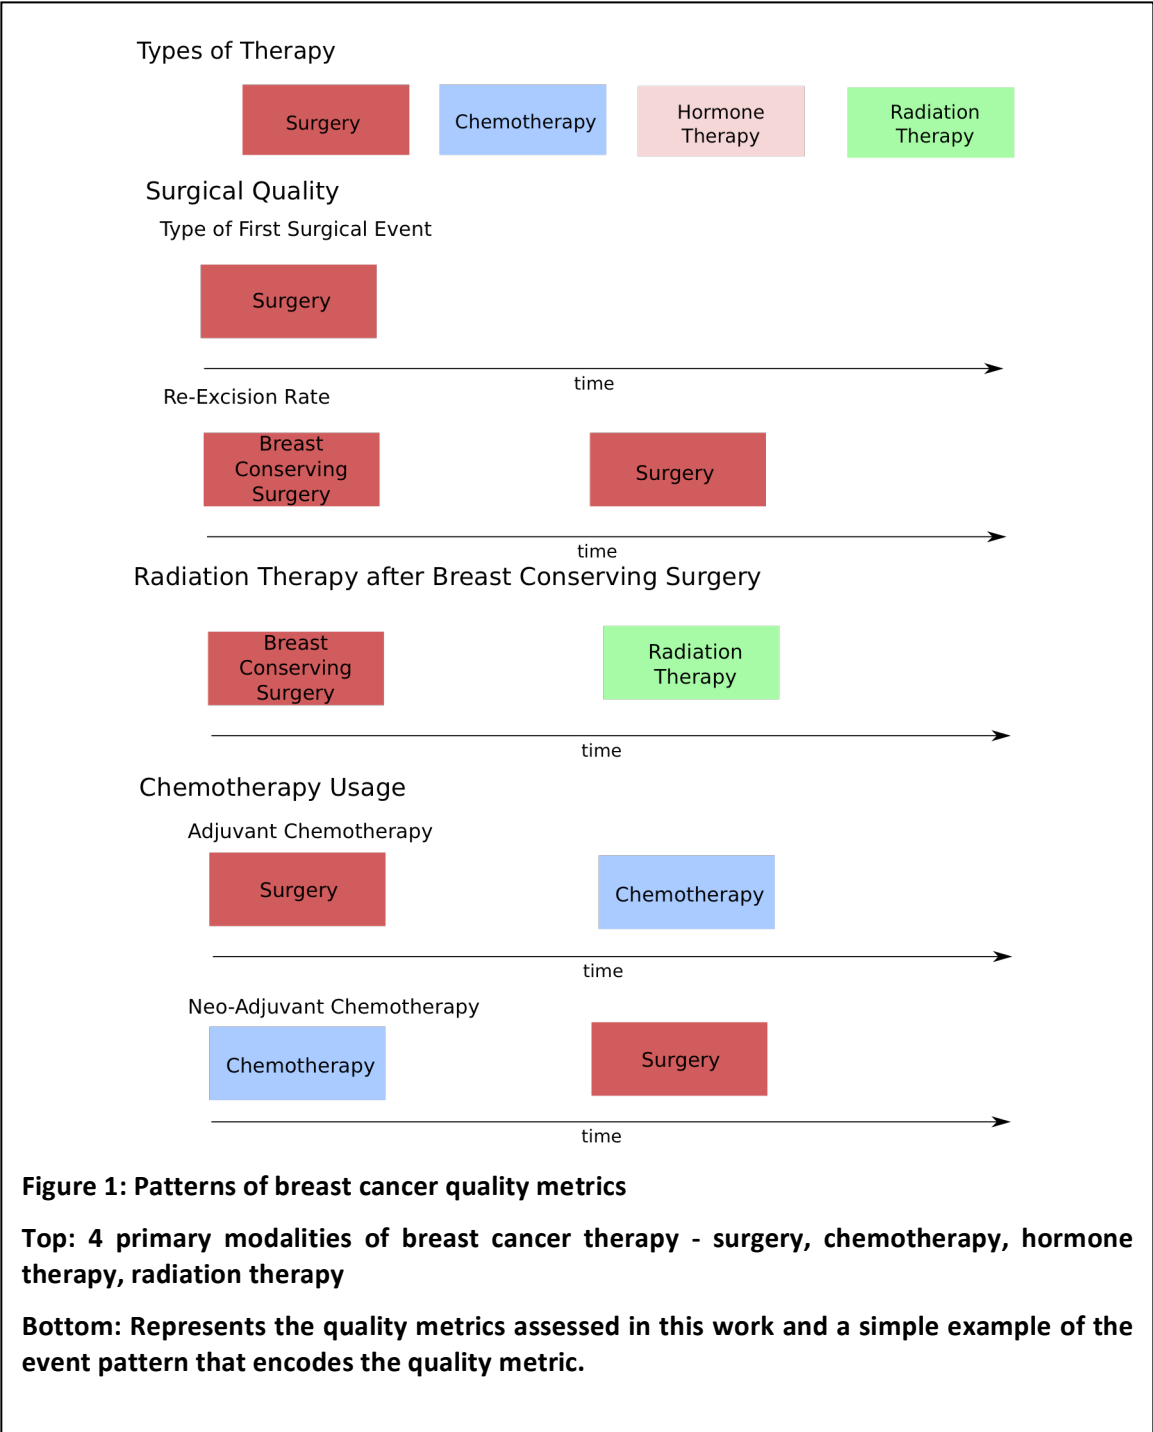 Types of Therapy
Surgery
Chemotherapy
Hormone
Therapy
Radiation
Therapy
Surgical Quality
Type of First Surgical Event
Surgery
time
Re-Excision Rate
Breast
Conserving
Surgery
Surgery
time
Radiation Therapy after Breast Conserving Surgery
Breast
Conserving
Surgery
Radiation
Therapy
time
Chemotherapy Usage
Adjuvant Chemotherapy
Surgery
Chemotherapy
time
Neo-Adjuvant Chemotherapy
Chemotherapy
Surgery
time
Figure 1: Patterns of breast cancer quality metrics
Top: 4 primary modalities of breast cancer therapy - surgery, chemotherapy, hormone
therapy, radiation therapy
Bottom: Represents the quality metrics assessed in this work and a simple example of the
event pattern that encodes the quality metric.